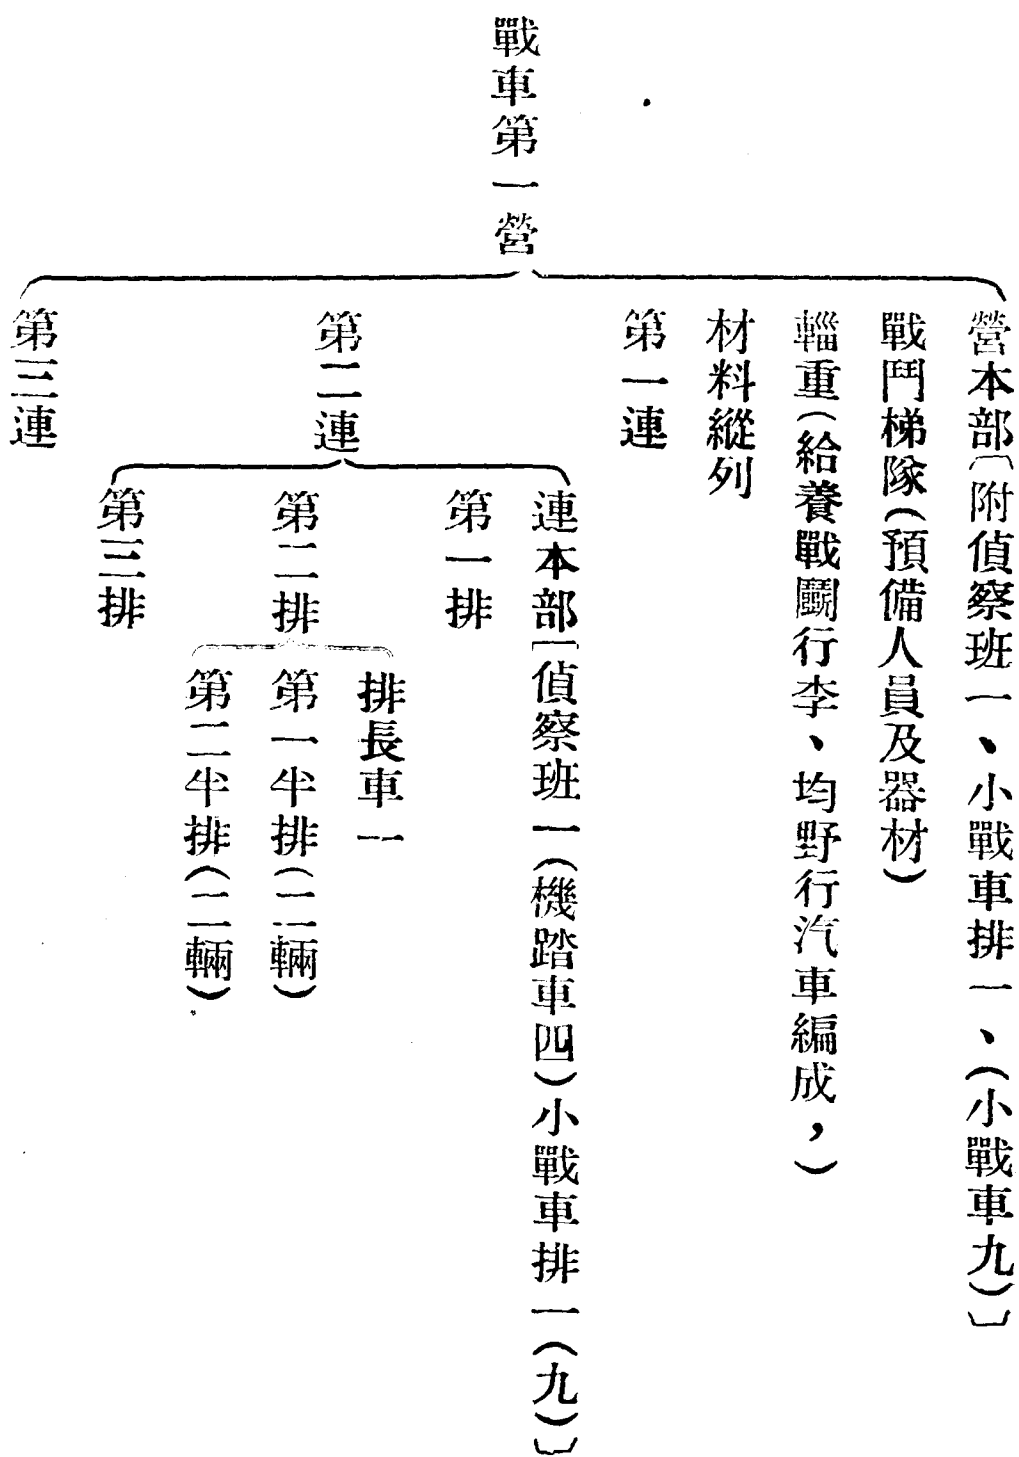 戰車第一營
營本部〔附偵察班一、小戰車排一、(小戰車九)〕
戰鬥梯隊(預備人員及器材)
輜重(給養戰鬭行李、均野行汽車編成,)
材料縱列
第一連
第二連
連本部〔偵察班一(機踏車四)小戰車排一(九)〕
第一排
第二排
排長車一
第一半排(二輛)
第二半排(二輛)
第三排
第三連